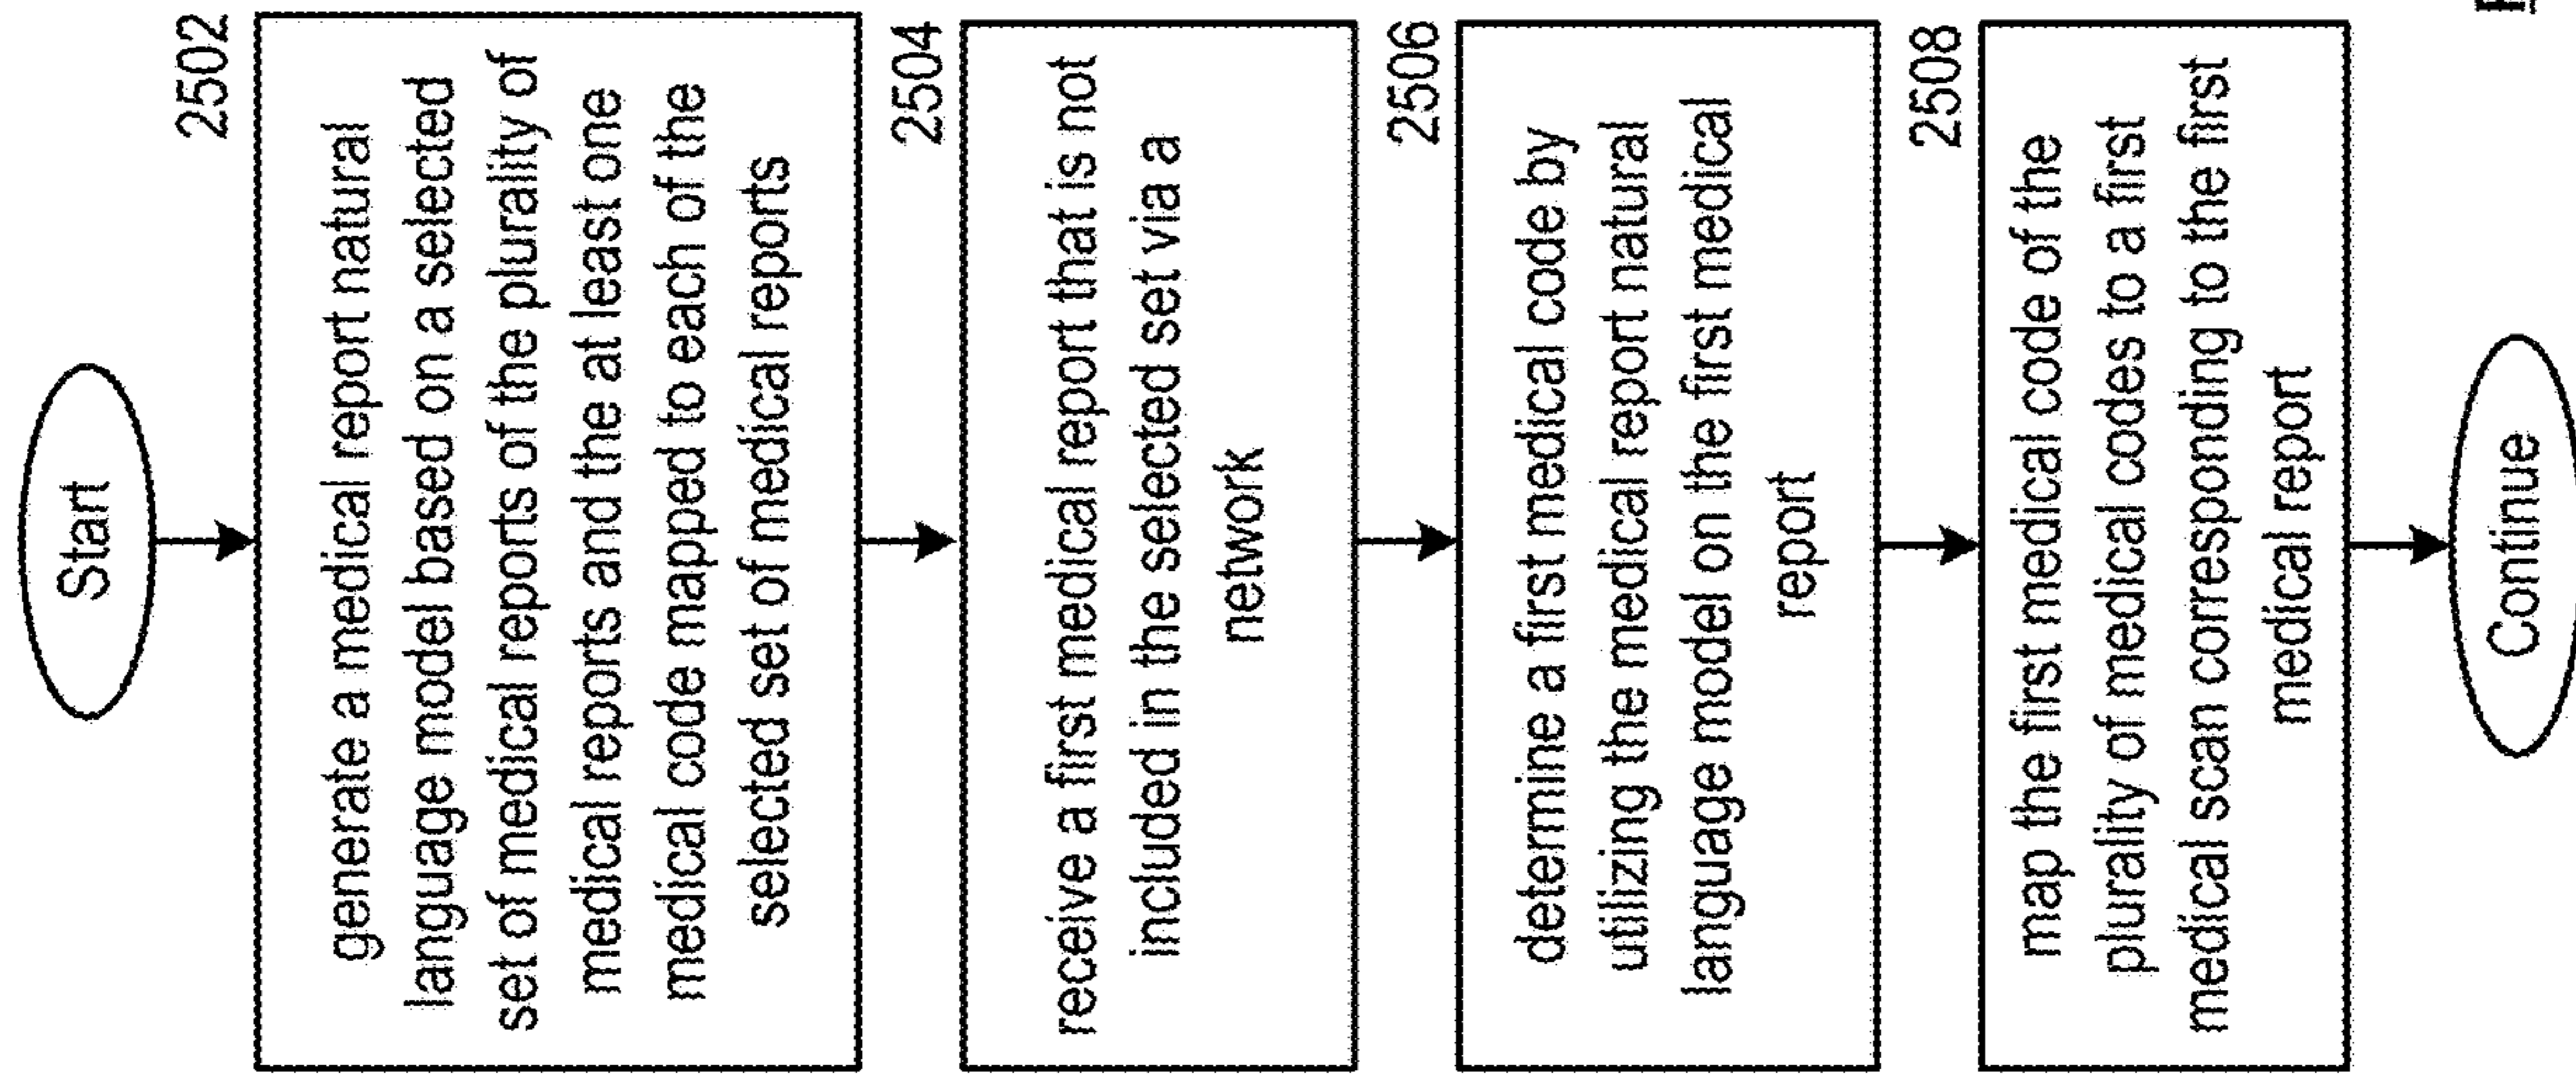 Start
2502
generate a medical report natural
language model based on a selected
set of medical reports of the plurality of
medical reports and the at least one
medical code mapped to each of the
selected set of medical reports
2504
receive a first medical report that is not
included in the selected set via a
network
2506
determine a first medical code by
utilizing the medical report natural
language model on the first medical
report
2508
map the first medical code of the
plurality of medical codes to a first
medical scan corresponding to the first
medical report
Continue